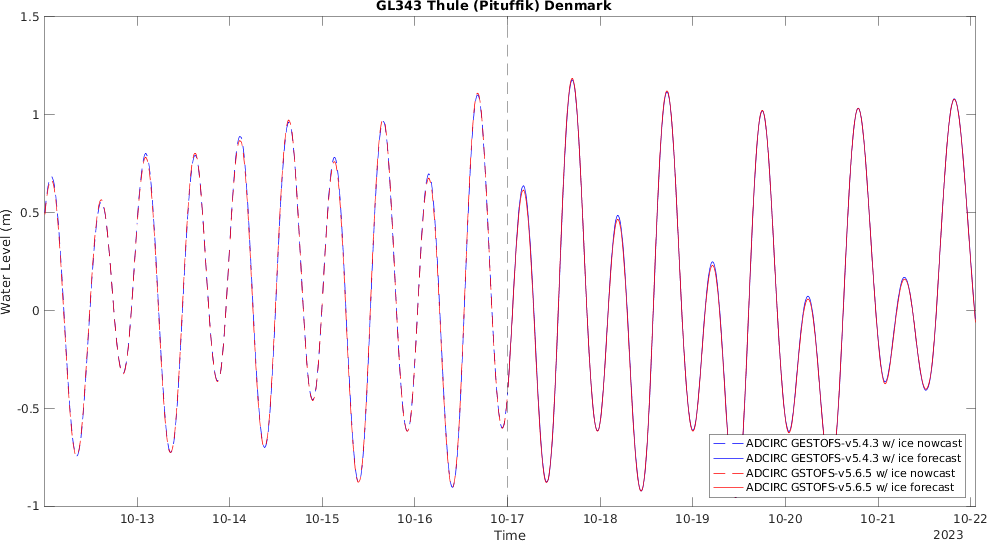 GL343 Thule (Pituffik) Denmark
1.5
1
0.5
0
-0.5
-1
Water Level (m)
10-13 10-14 10-15 10-16 10-17 10-18 10-19 10-20 10-21 10-22
Time
2023
ADCIRC GESTOFS-v5.4.3 w/ ice nowcast
ADCIRC GESTOFS-v5.4.3 w/ ice forecast
ADCIRC GSTOFS-v5.6.5 w/ ice nowcast
ADCIRC GSTOFS-v5.6.5 w/ ice forecast